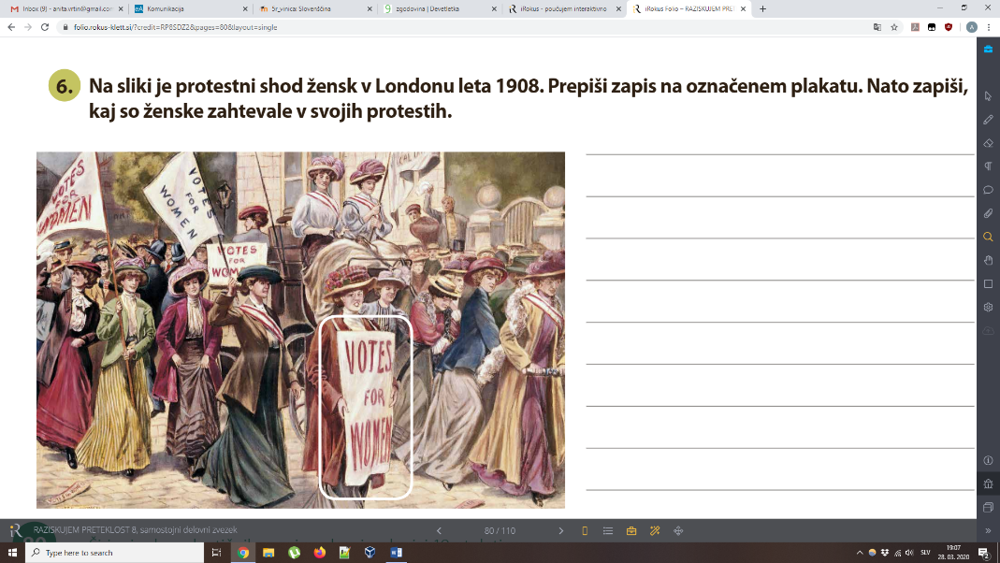 Inbox (9) - anita.virtin@gmail.com
Komunikacija
5r_vinica: Slovenščina
zgodovina | Devetletka
iRokus – poučujem interaktivno
iRokus Folio – RAZISKUJEM PRET
folio.rokus-klett.si/?credit=RP8SDZ2&pages=80&layout=single
6. Na sliki je protestni shod žensk v Londonu leta 1908. Prepiši zapis na označenem plakatu. Nato zapiši,
kaj so ženske zahtevale v svojih protestih.
VOTES
FOR
WOMEN
VOTES
FOR
WOMEN
VOTES
FOR
VOTES
FOR
WOMEN
RAZISKUJEM PRETEKLOST 8, samostojni delovni zvezek
80 / 110
Type here to search
SLV
19:07
28. 03. 2020